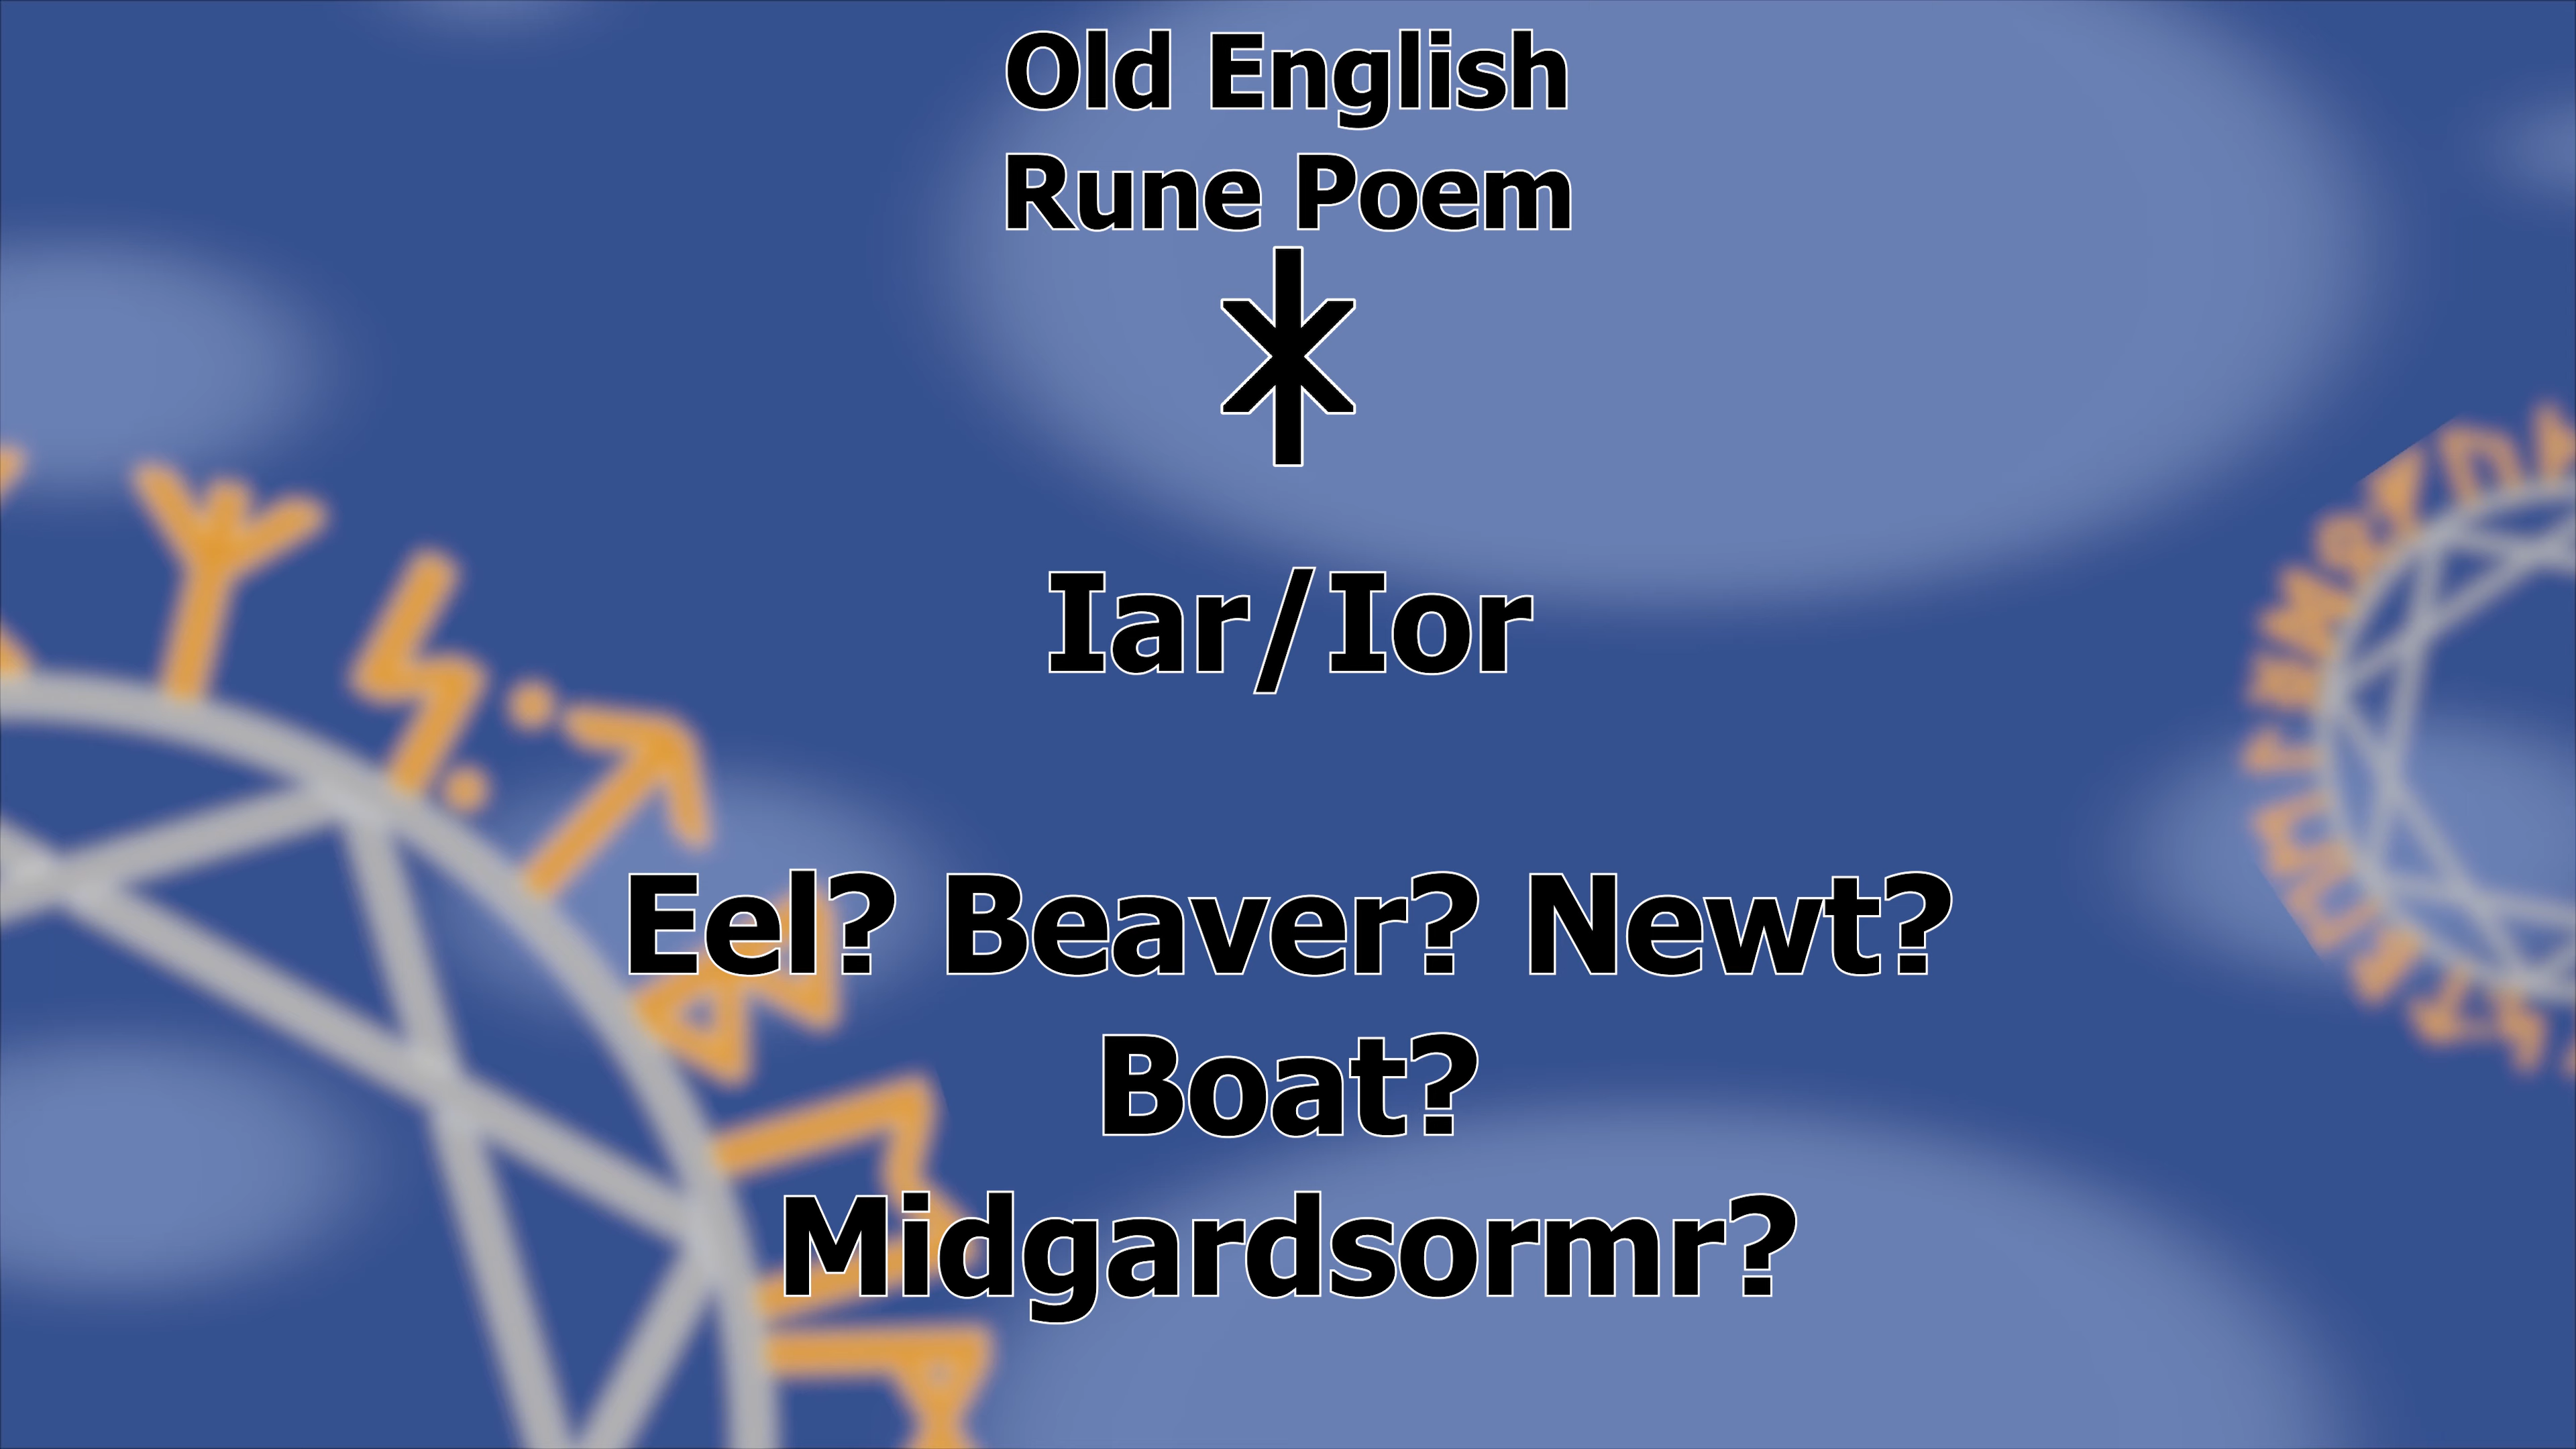 Old English
Rune Poem
ᛡ
Iar/Ior
Eel? Beaver? Newt?
Boat?
Midgardsormr?